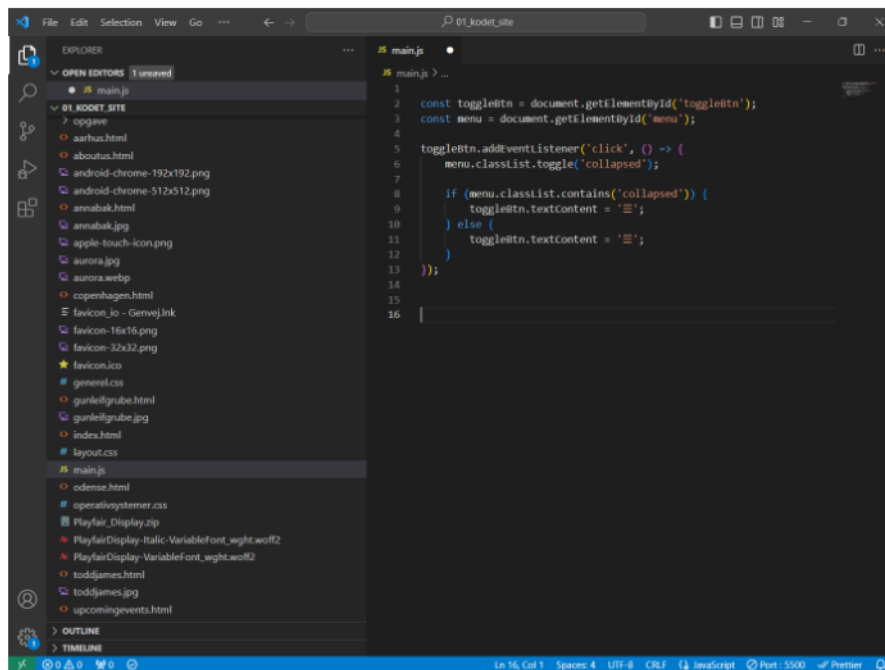 File Edit Selection View Go ··· ← → 01_kodet_site
EXPLORER ···
OPEN EDITORS 1 unsaved
● JS main.js
01_KODET_SITE
> opgave
<> aarhus.html
<> aboutus.html
android-chrome-192x192.png
android-chrome-512x512.png
<> annabak.html
annabak.jpg
apple-touch-icon.png
aurora.jpg
aurora.webp
<> copenhagen.html
favicon_io - Genvej.lnk
favicon-16x16.png
favicon-32x32.png
favicon.ico
# generel.css
<> gunleifgrube.html
gunleifgrube.jpg
<> index.html
# layout.css
JS main.js
<> odense.html
# operativsystemer.css
Playfair_Display.zip
PlayfairDisplay-Italic-VariableFont_wght.woff2
PlayfairDisplay-VariableFont_wght.woff2
<> toddjames.html
toddjames.jpg
<> upcomingevents.html
> OUTLINE
> TIMELINE
JS main.js ●
JS main.js > ...
1
2 const toggleBtn = document.getElementById('toggleBtn');
3 const menu = document.getElementById('menu');
4
5 toggleBtn.addEventListener('click', () => {
6 menu.classList.toggle('collapsed');
7
8 if (menu.classList.contains('collapsed')) {
9 toggleBtn.textContent = '☰';
10 } else {
11 toggleBtn.textContent = '☰';
12 }
13 });
14
15
16
0 0 0 Ln 16, Col 1 Spaces: 4 UTF-8 CRLF {} JavaScript Port : 5500 Prettier